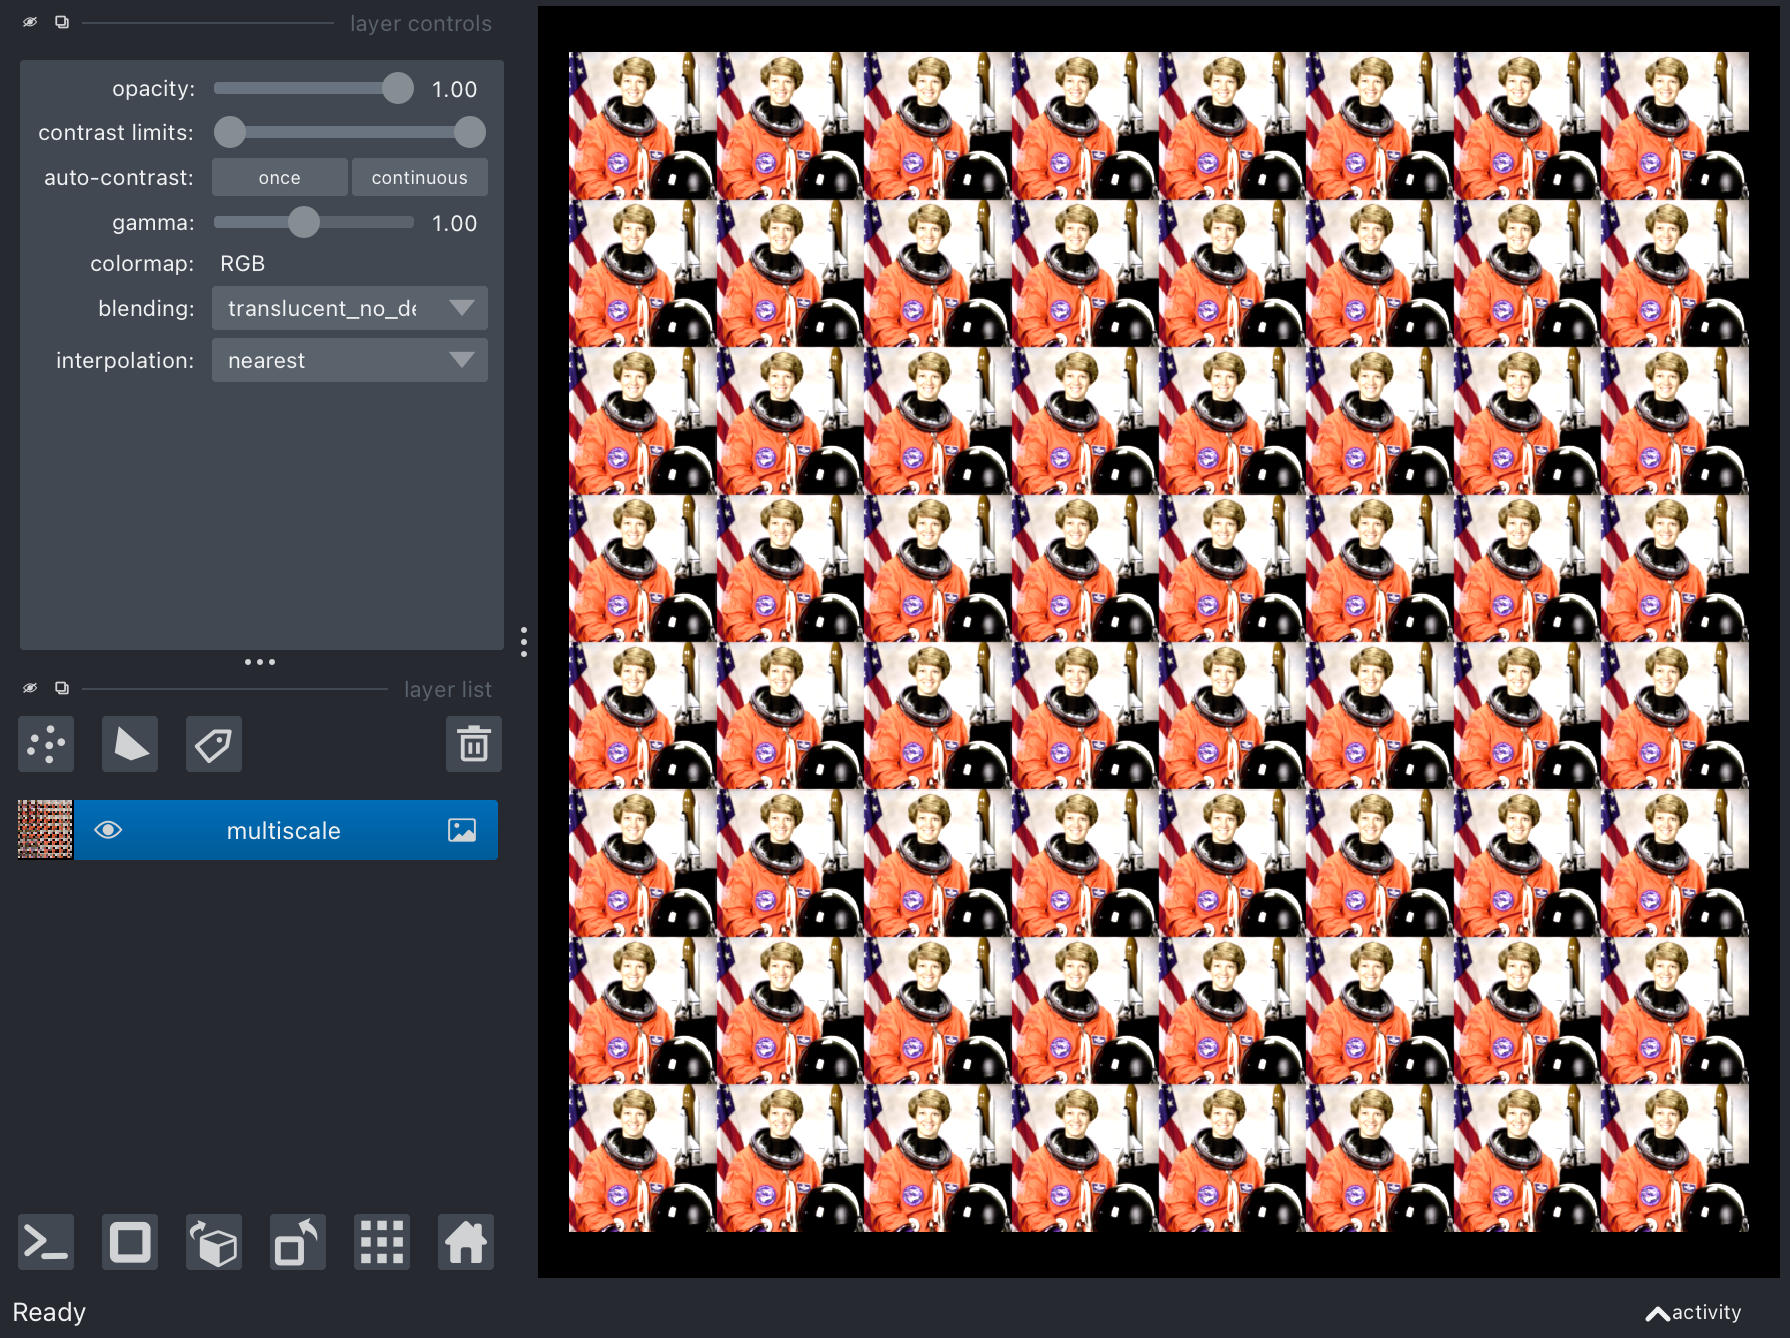 layer controls
opacity: 1.00
contrast limits:
auto-contrast: once continuous
gamma: 1.00
colormap: RGB
blending: translucent_no_de
interpolation: nearest
layer list
multiscale
Ready
activity